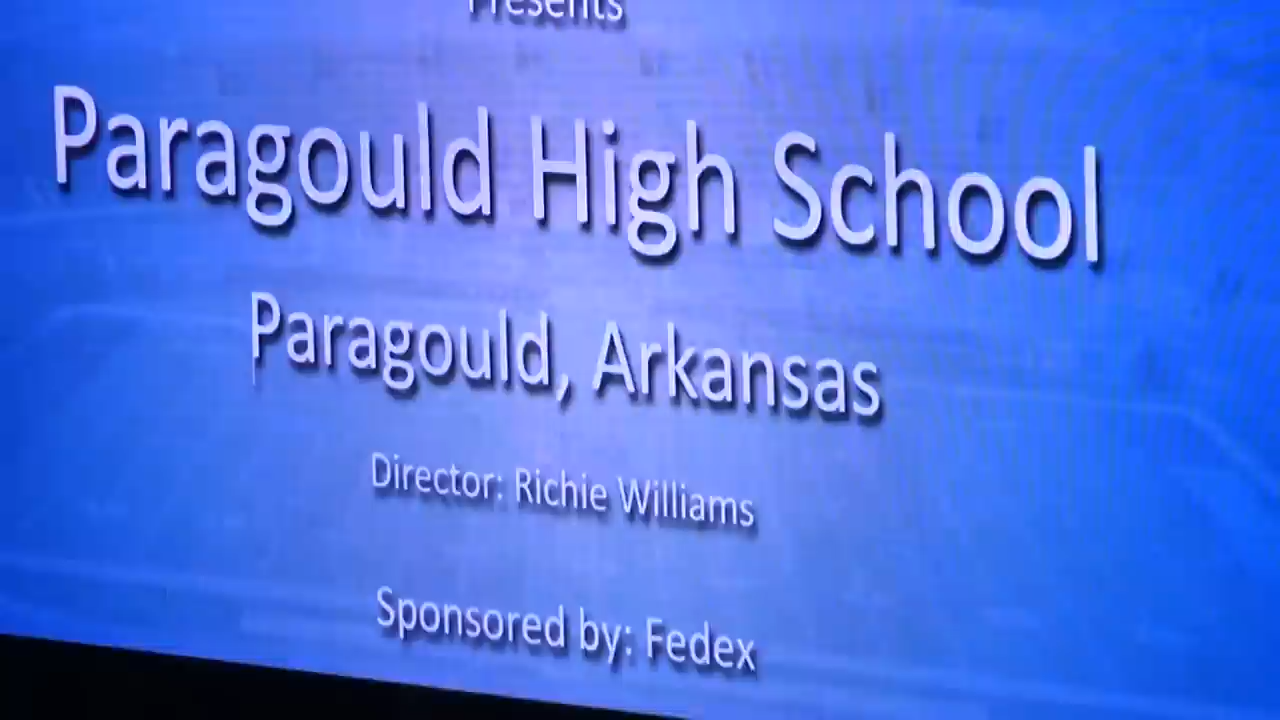 Presents
Paragould High School
Paragould, Arkansas
Director: Richie Williams
Sponsored by: Fedex